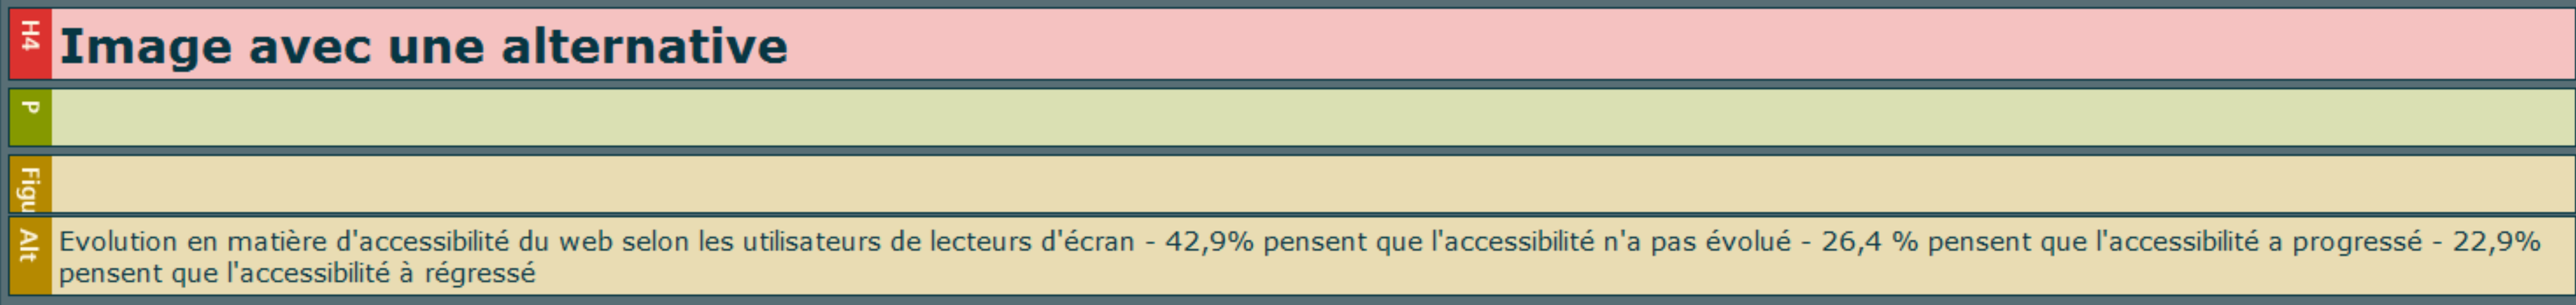 H4
Image avec une alternative
P
Figu
Alt
Evolution en matière d'accessibilité du web selon les utilisateurs de lecteurs d'écran - 42,9% pensent que l'accessibilité n'a pas évolué - 26,4 % pensent que l'accessibilité a progressé - 22,9%
pensent que l'accessibilité à régressé